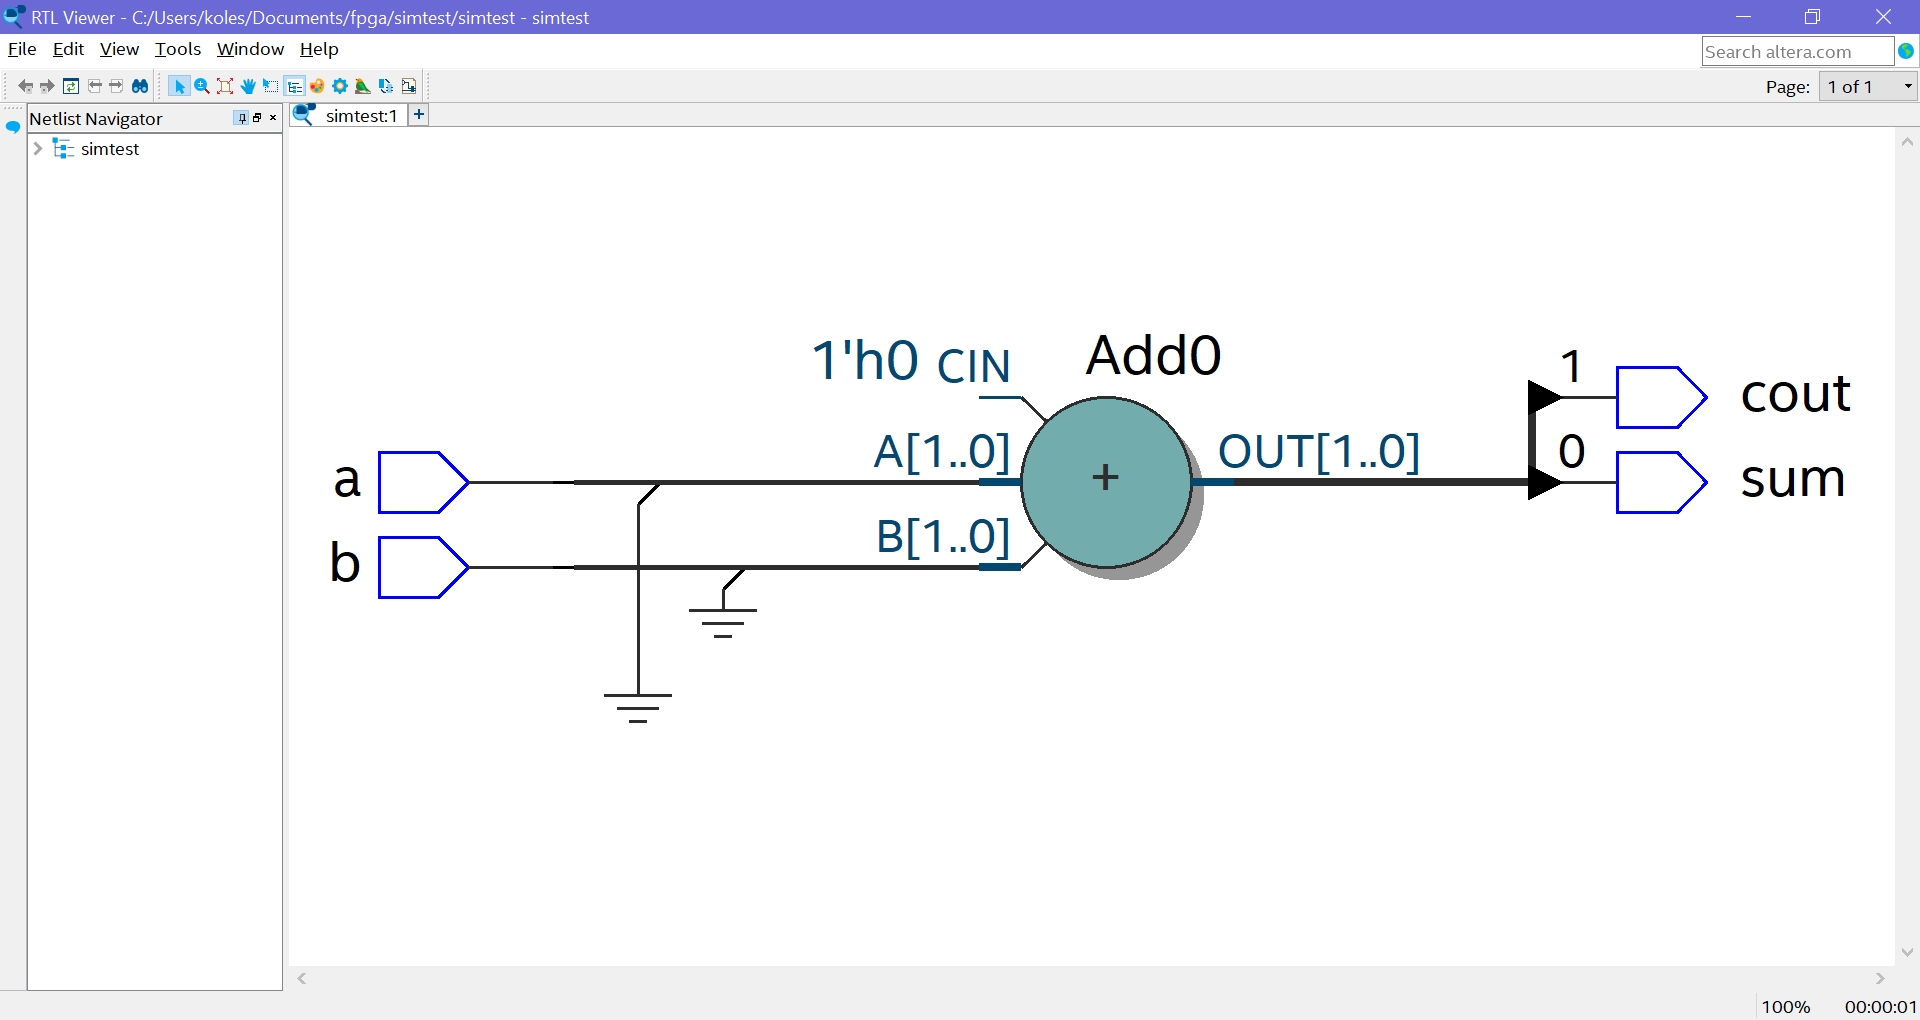 RTL Viewer - C:/Users/koles/Documents/fpga/simtest/simtest - simtest
File Edit View Tools Window Help
Search altera.com
Page: 1 of 1
Netlist Navigator
simtest:1 +
simtest
1'h0 CIN
Add0
1
cout
a
A[1..0]
+
OUT[1..0]
0
sum
b
B[1..0]
100% 00:00:01